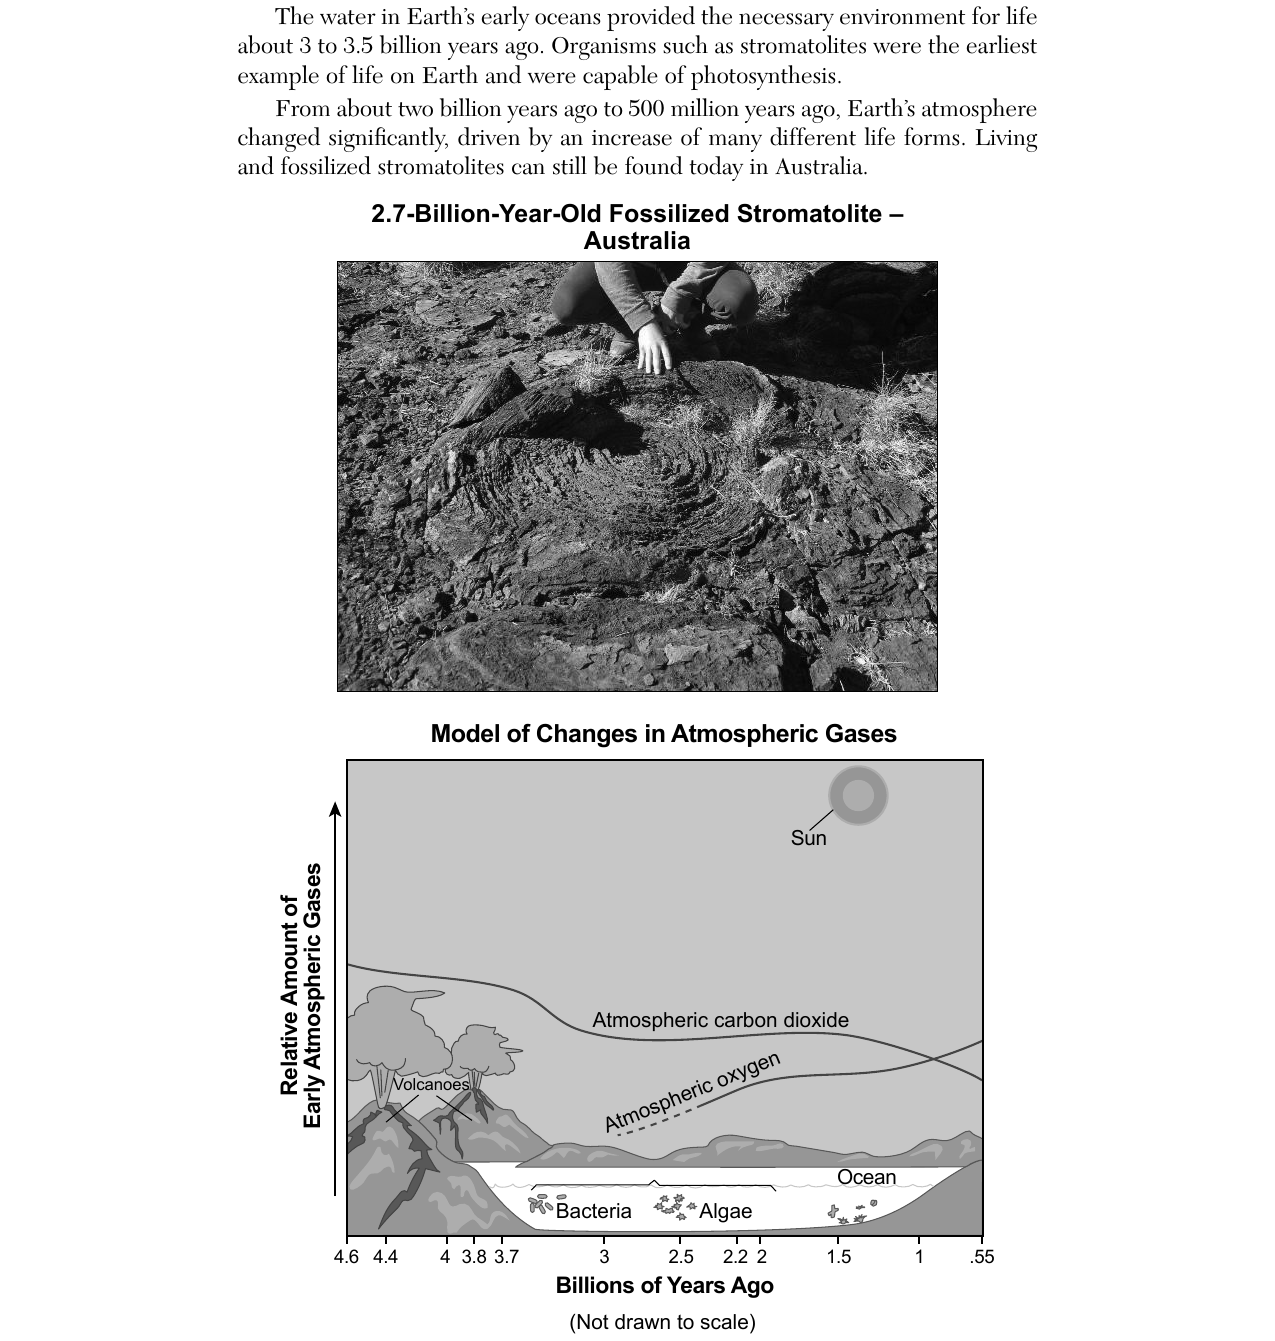 The water in Earth's early oceans provided the necessary environment for life
about 3 to 3.5 billion years ago. Organisms such as stromatolites were the earliest
example of life on Earth and were capable of photosynthesis.
From about two billion years ago to 500 million years ago, Earth's atmosphere
changed significantly, driven by an increase of many different life forms. Living
and fossilized stromatolites can still be found today in Australia.
2.7-Billion-Year-Old Fossilized Stromatolite –
Australia
Model of Changes in Atmospheric Gases
Relative Amount of
Early Atmospheric Gases
Sun
Atmospheric carbon dioxide
Atmospheric oxygen
Volcanoes
Ocean
Bacteria
Algae
4.6 4.4 4 3.8 3.7 3 2.5 2.2 2 1.5 1 .55
Billions of Years Ago
(Not drawn to scale)